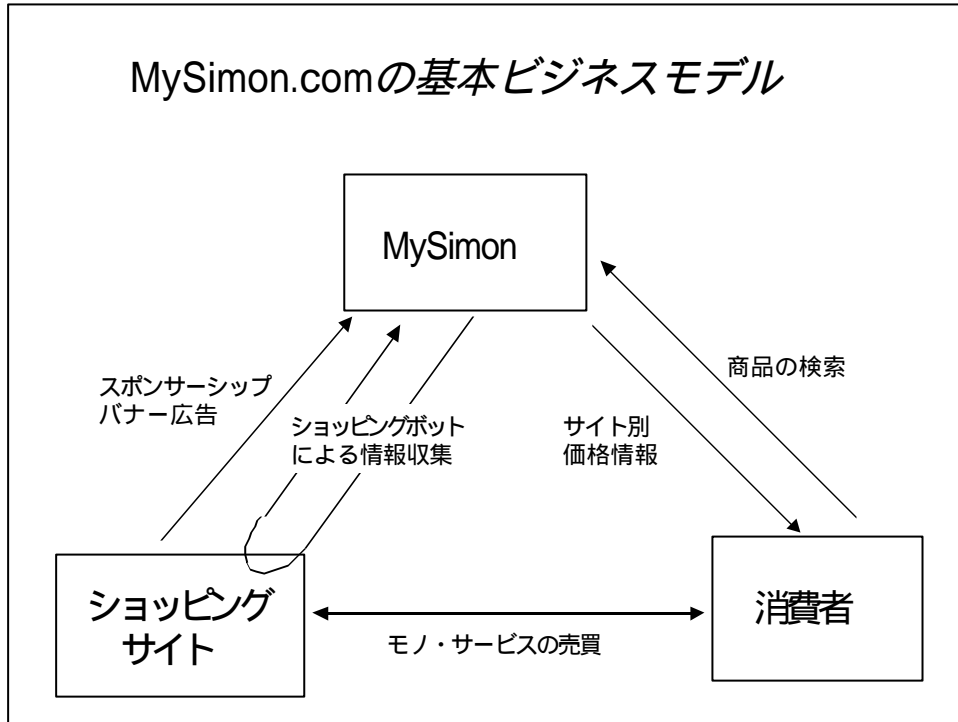 MySimon.comの基本ビジネスモデル
MySimon
スポンサーシップ
バナー広告
ショッピングボット
による情報収集
サイト別
価格情報
商品の検索
ショッピング
サイト
モノ・サービスの売買
消費者